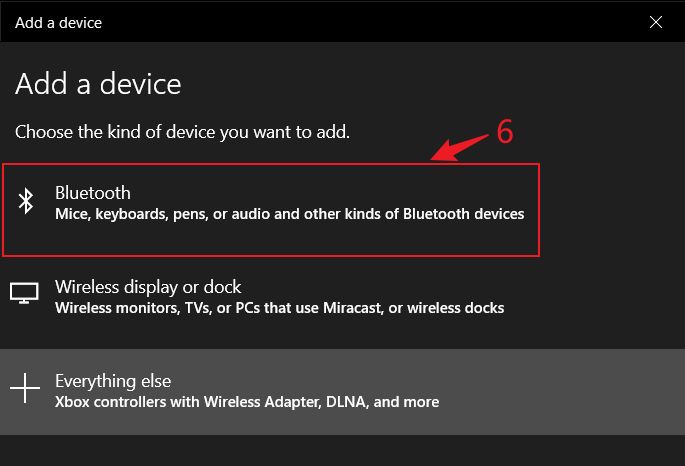 Add a device
Add a device
Choose the kind of device you want to add.
6
Bluetooth
Mice, keyboards, pens, or audio and other kinds of Bluetooth devices
Wireless display or dock
Wireless monitors, TVs, or PCs that use Miracast, or wireless docks
Everything else
Xbox controllers with Wireless Adapter, DLNA, and more